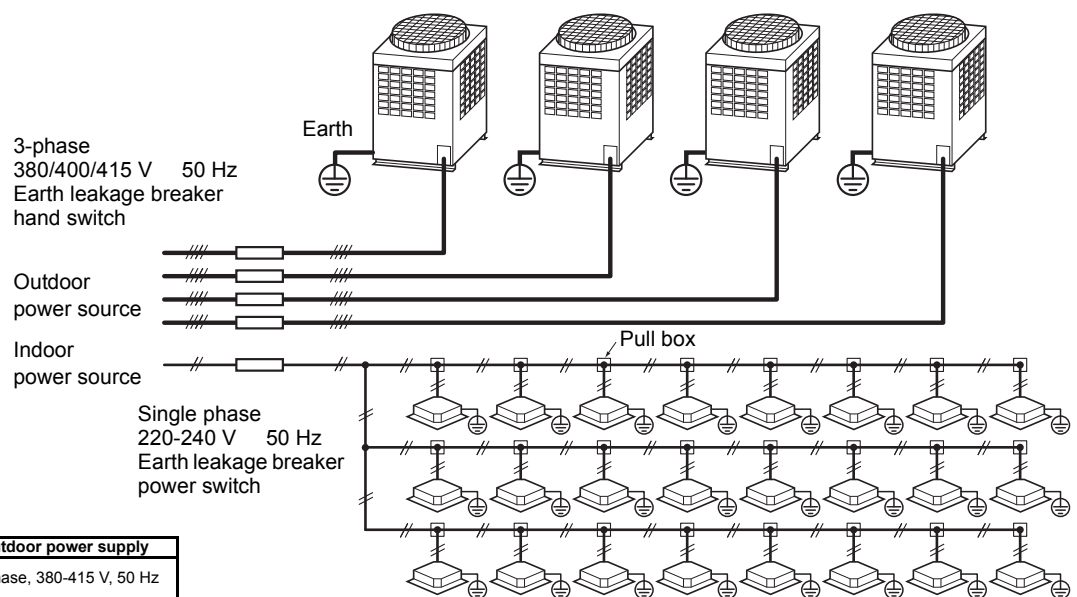 Earth
3-phase
380/400/415 V 50 Hz
Earth leakage breaker
hand switch
Outdoor
power source
Pull box
Indoor
power source
Single phase
220-240 V 50 Hz
Earth leakage breaker
power switch
power supply
380-415 V, 50 Hz